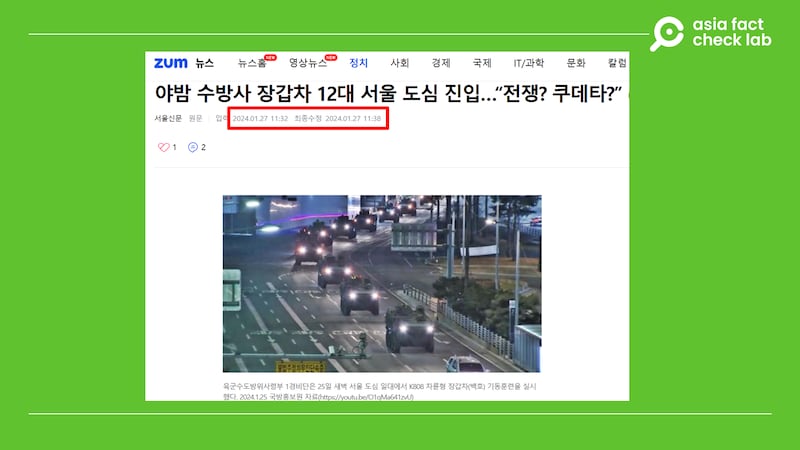 asia fact
check lab
zum 뉴스 뉴스홈 NEW 영상뉴스 NEW 정치 사회 경제 국제 IT/과학 문화 칼럼
야밤 수방사 장갑차 12대 서울 도심 진입...“전쟁? 쿠데타?”
서울신문 원문 입력 2024.01.27 11:32 최종수정 2024.01.27 11:38
1 2
육군수도방위사령부 1경비단은 25일 새벽 서울 도심 일대에서 K808 차륜형 장갑차(백호) 기동훈련을 실시
했다. 2024.1.25 국방홍보원 자료(https://youtu.be/O1qMa641zvU)